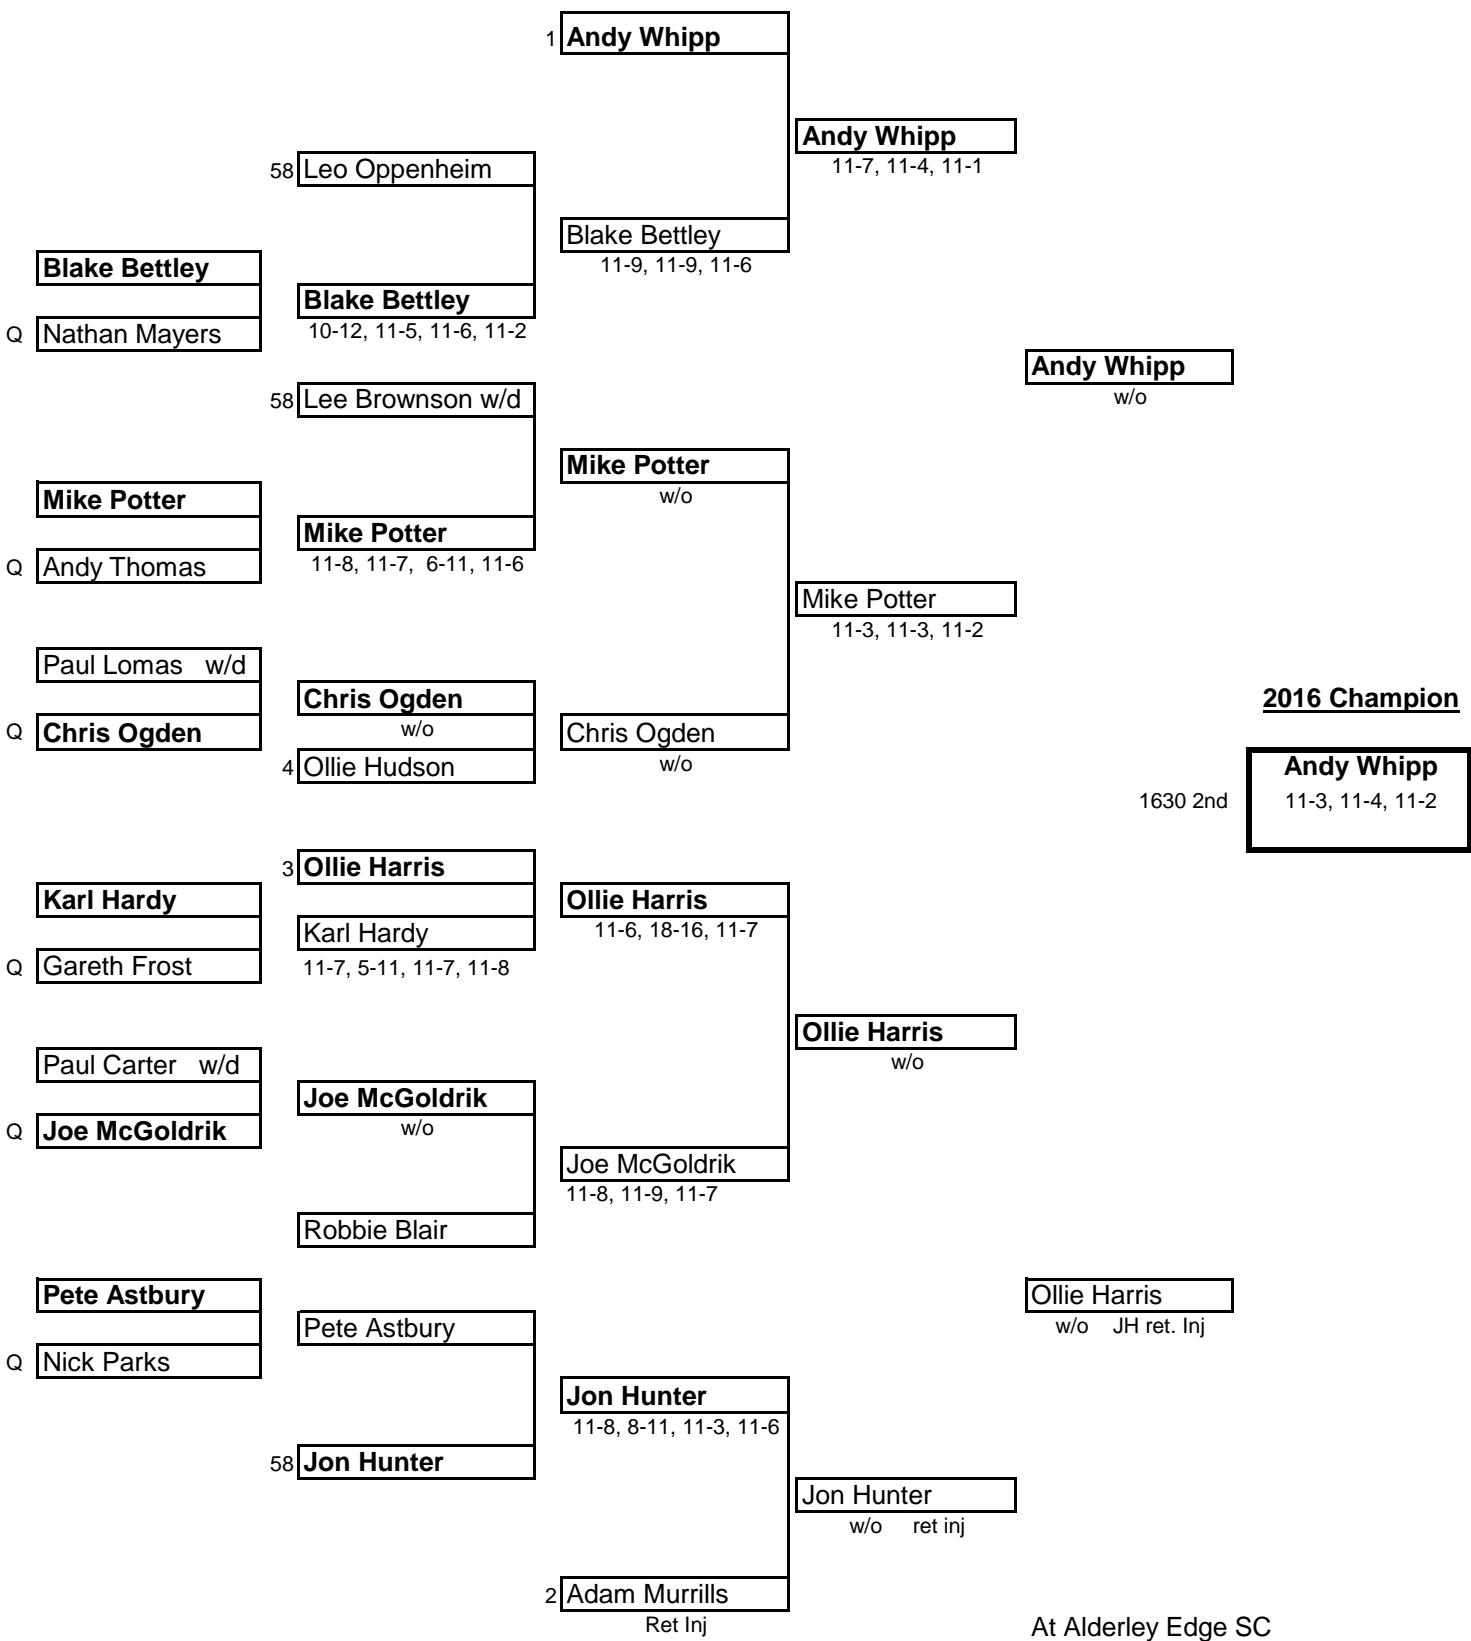 1 Andy Whipp
Andy Whipp
11-7, 11-4, 11-1
58 Leo Oppenheim
Blake Bettley
11-9, 11-9, 11-6
Blake Bettley
Blake Bettley
10-12, 11-5, 11-6, 11-2
Q Nathan Mayers
Andy Whipp
w/o
58 Lee Brownson w/d
Mike Potter
w/o
Mike Potter
Mike Potter
11-8, 11-7, 6-11, 11-6
Q Andy Thomas
Mike Potter
11-3, 11-3, 11-2
Paul Lomas w/d
Chris Ogden
w/o
Q Chris Ogden
Chris Ogden
w/o
4 Ollie Hudson
2016 Champion
Andy Whipp
1630 2nd 11-3, 11-4, 11-2
3 Ollie Harris
Karl Hardy
Ollie Harris
11-6, 18-16, 11-7
Karl Hardy
11-7, 5-11, 11-7, 11-8
Q Gareth Frost
Ollie Harris
w/o
Paul Carter w/d
Joe McGoldrik
w/o
Q Joe McGoldrik
Joe McGoldrik
11-8, 11-9, 11-7
Robbie Blair
Pete Astbury
Ollie Harris
w/o JH ret. Inj
Pete Astbury
Q Nick Parks
Jon Hunter
11-8, 8-11, 11-3, 11-6
58 Jon Hunter
Jon Hunter
w/o ret inj
2 Adam Murrills
Ret Inj
At Alderley Edge SC